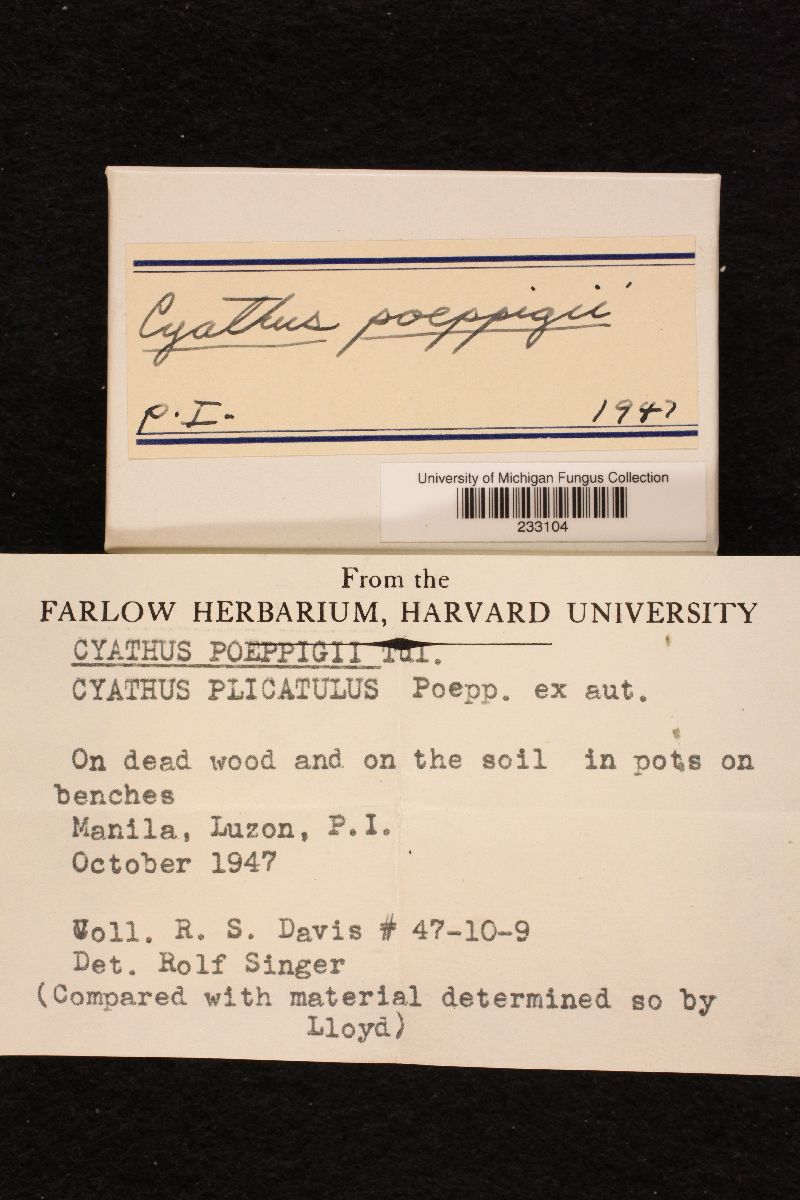 Cyathus poeppigii
P.I. 1947
University of Michigan Fungus Collection
233104
From the
FARLOW HERBARIUM, HARVARD UNIVERSITY
CYATHUS POEPPIGII Tul.
CYATHUS PLICATULUS Poepp. ex aut.
On dead wood and on the soil in pots on
benches
Manila, Luzon, P.I.
October 1947
Coll. R. S. Davis # 47-10-9
Det. Rolf Singer
(Compared with material determined so by
Lloyd)